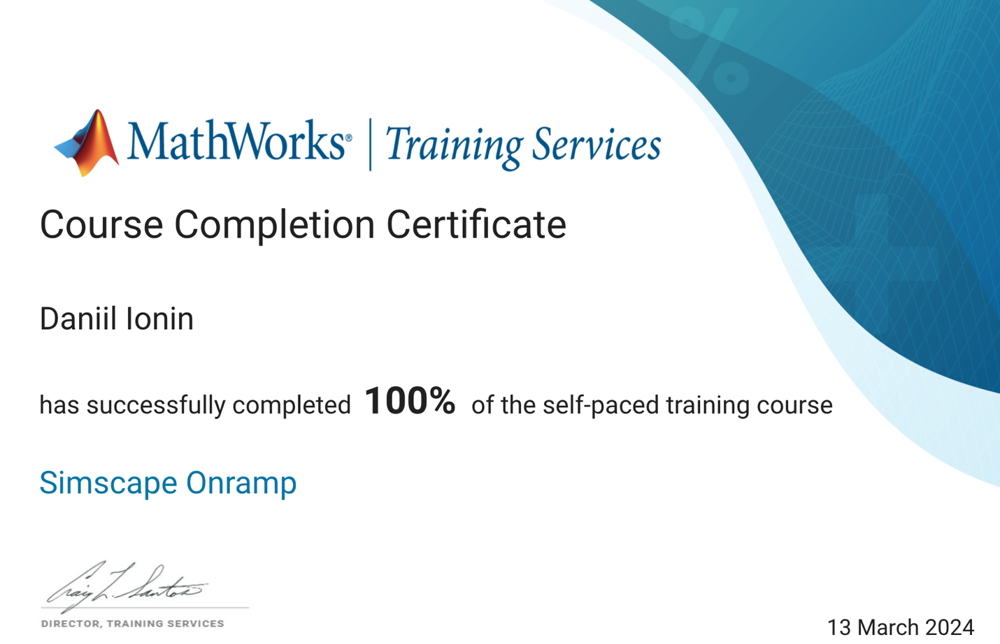 MathWorks® | Training Services
Course Completion Certificate
Daniil Ionin
has successfully completed 100% of the self-paced training course
Simscape Onramp
Craig L. Santos
DIRECTOR, TRAINING SERVICES
13 March 2024